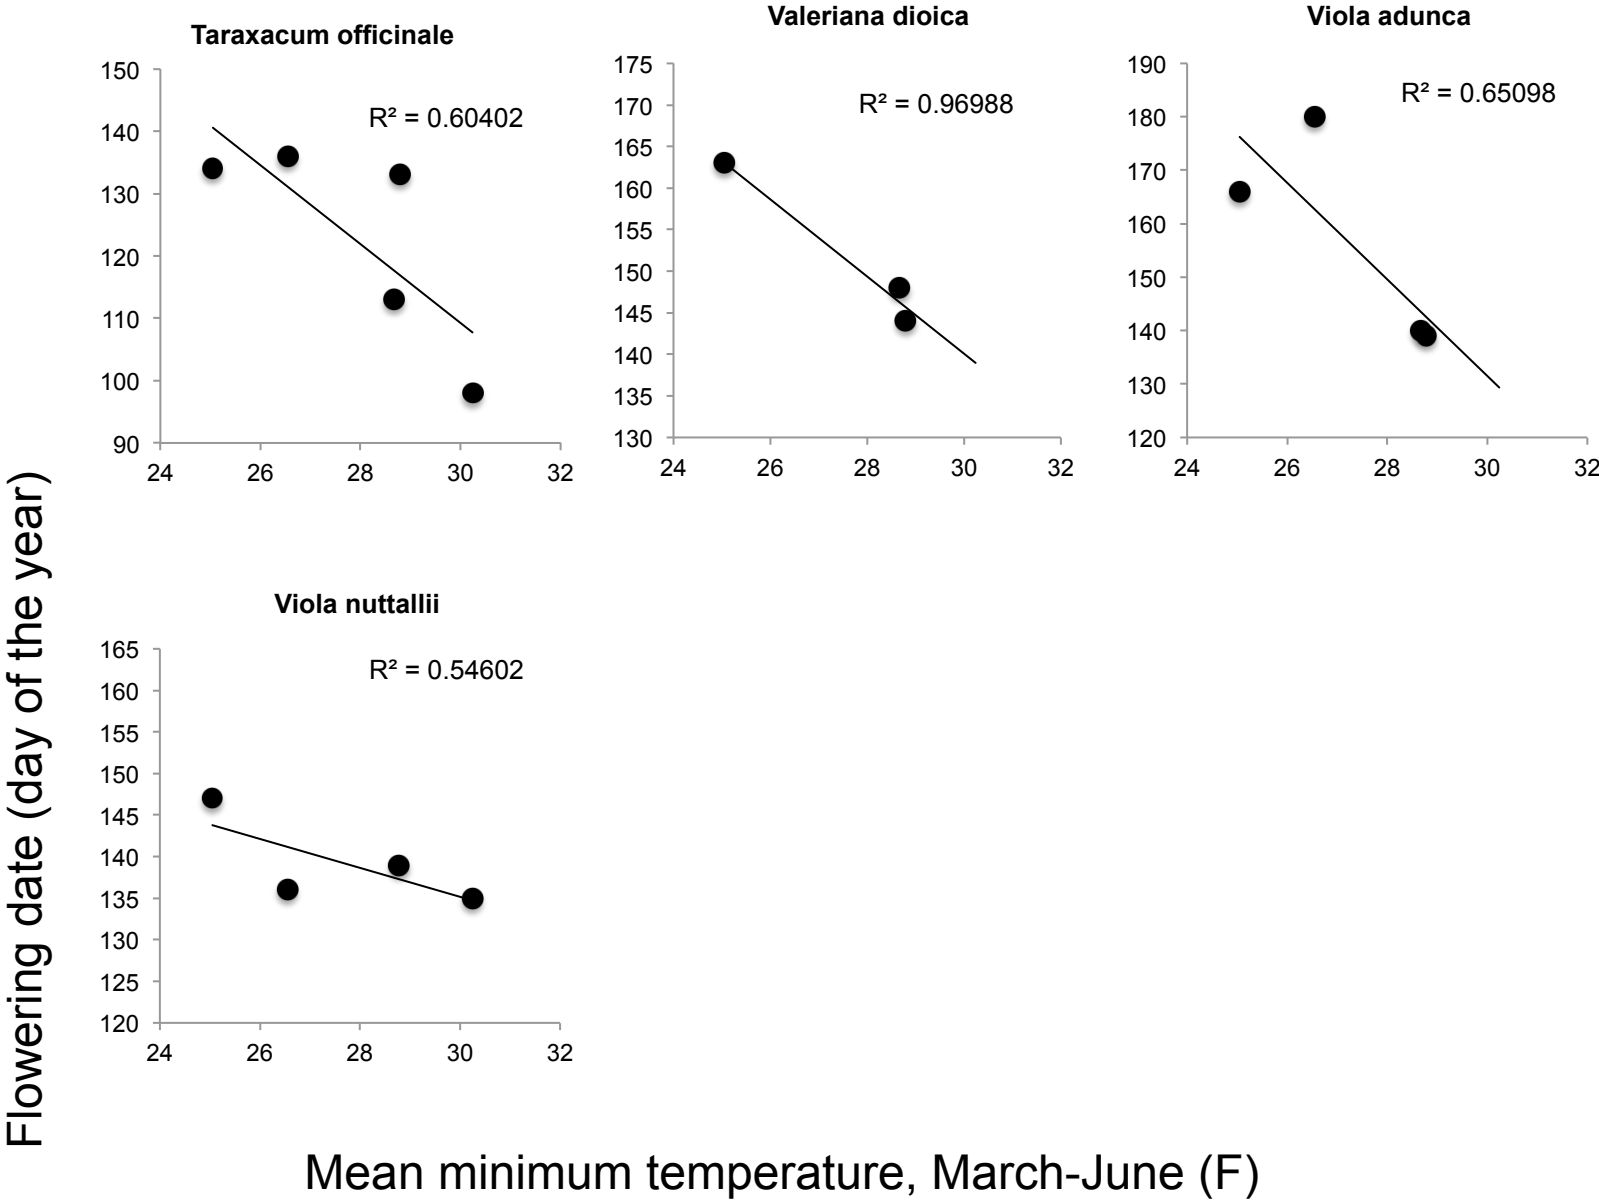 Taraxacum officinale
R² = 0.60402
150
140
130
120
110
100
90
24 26 28 30 32
Valeriana dioica
R² = 0.96988
175
170
165
160
155
150
145
140
135
130
24 26 28 30 32
Viola adunca
R² = 0.65098
190
180
170
160
150
140
130
120
24 26 28 30 32
Viola nuttallii
R² = 0.54602
165
160
155
150
145
140
135
130
125
120
24 26 28 30 32
Flowering date (day of the year)
Mean minimum temperature, March-June (F)